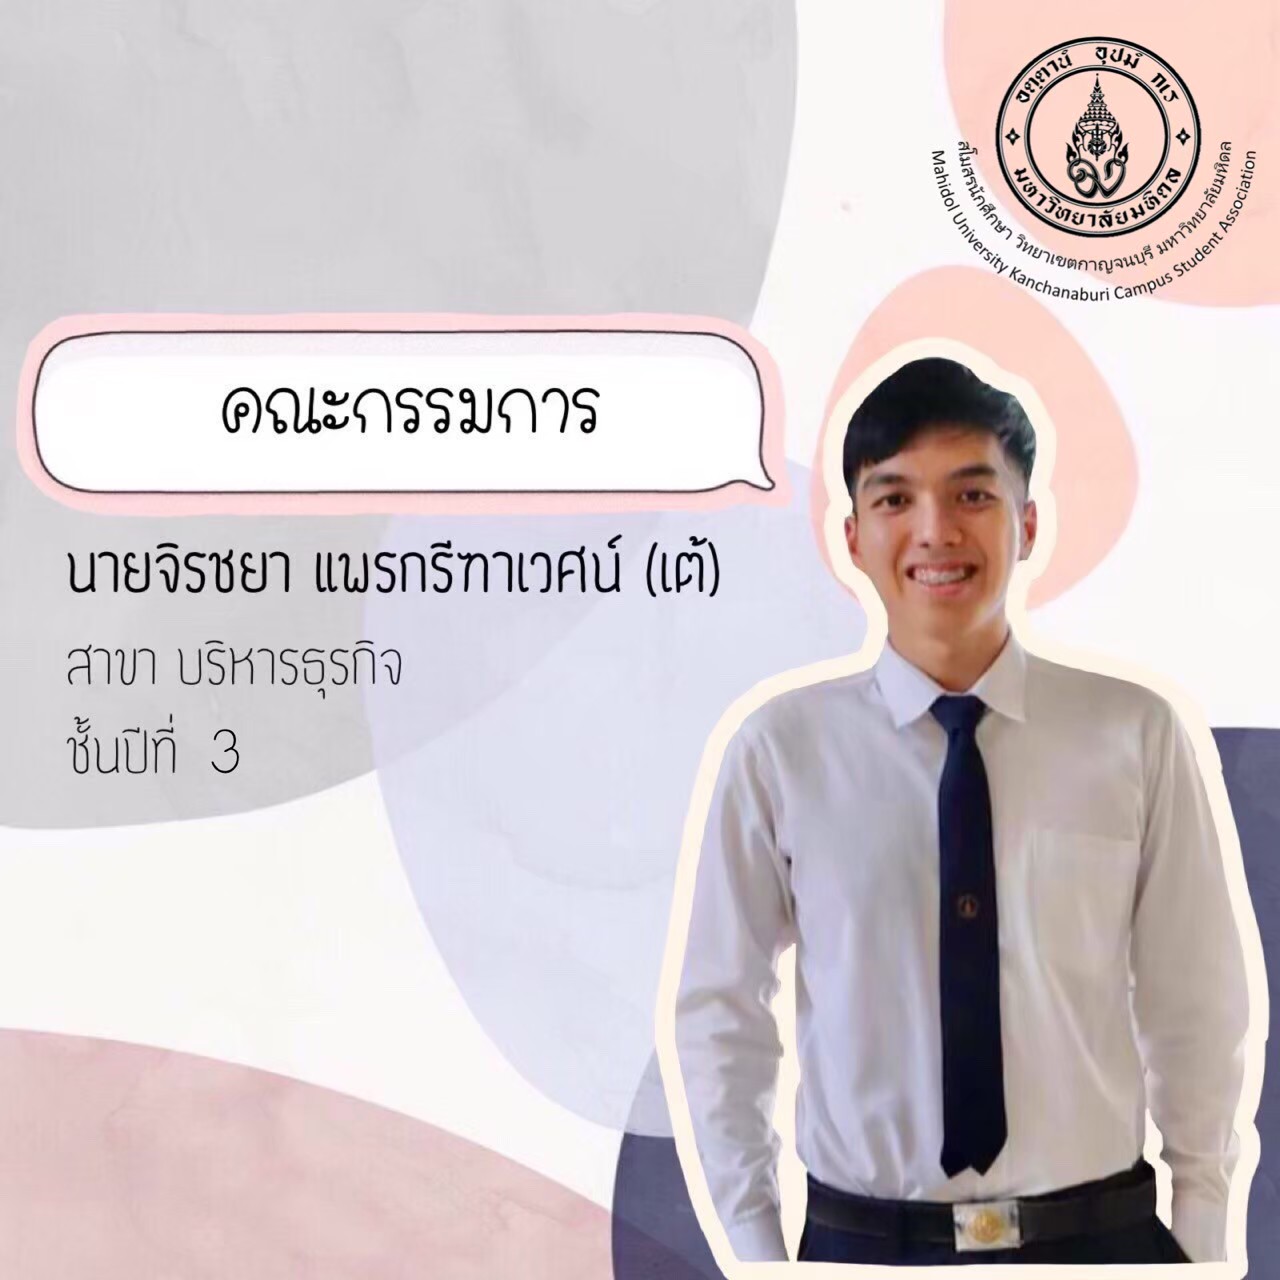 อตฺตานํ อุปมํ กเร
มหาวิทยาลัยมหิดล
สโมสรนักศึกษา วิทยาเขตกาญจนบุรี มหาวิทยาลัยมหิดล
Mahidol University Kanchanaburi Campus Student Association
คณะกรรมการ
นายจิรชยา แพรกรีฑาเวศน์ (เต้)
สาขา บริหารธุรกิจ
ชั้นปีที่ 3